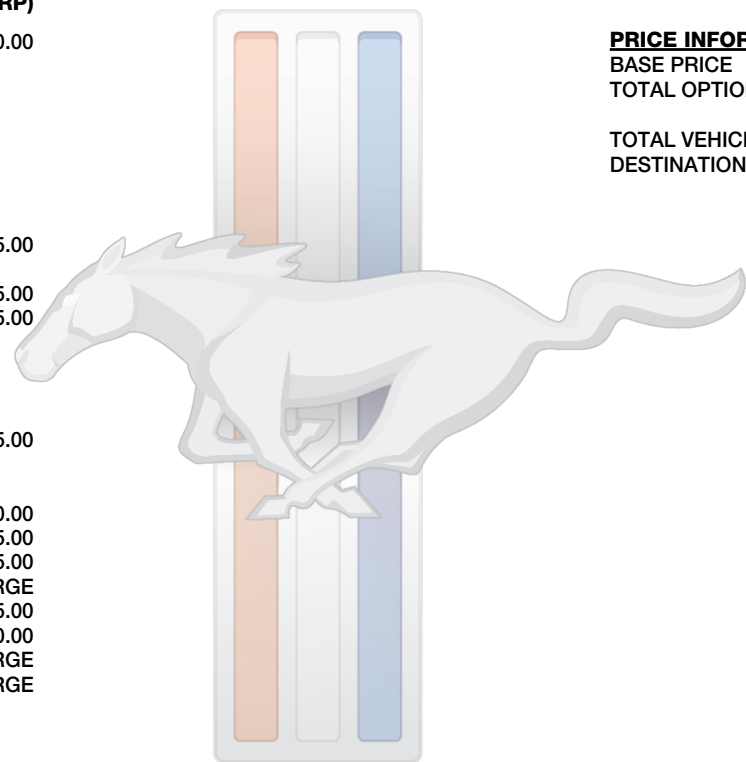 RP)
0.00
5.00
5.00
5.00
5.00
0.00
5.00
5.00
RGE
5.00
0.00
RGE
RGE
PRICE INFOR
BASE PRICE
TOTAL OPTIO
TOTAL VEHIC
DESTINATION